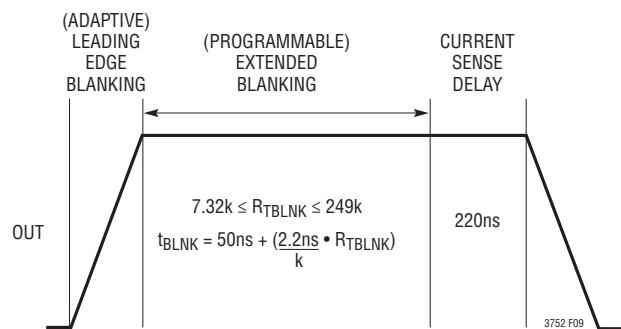 (ADAPTIVE)
LEADING
EDGE
BLANKING
(PROGRAMMABLE)
EXTENDED
BLANKING
CURRENT
SENSE
DELAY
7.32k ≤ RTBLNK ≤ 249k
OUT
tBLNK = 50ns + (2.2ns/k • RTBLNK)
220ns
3752 F09